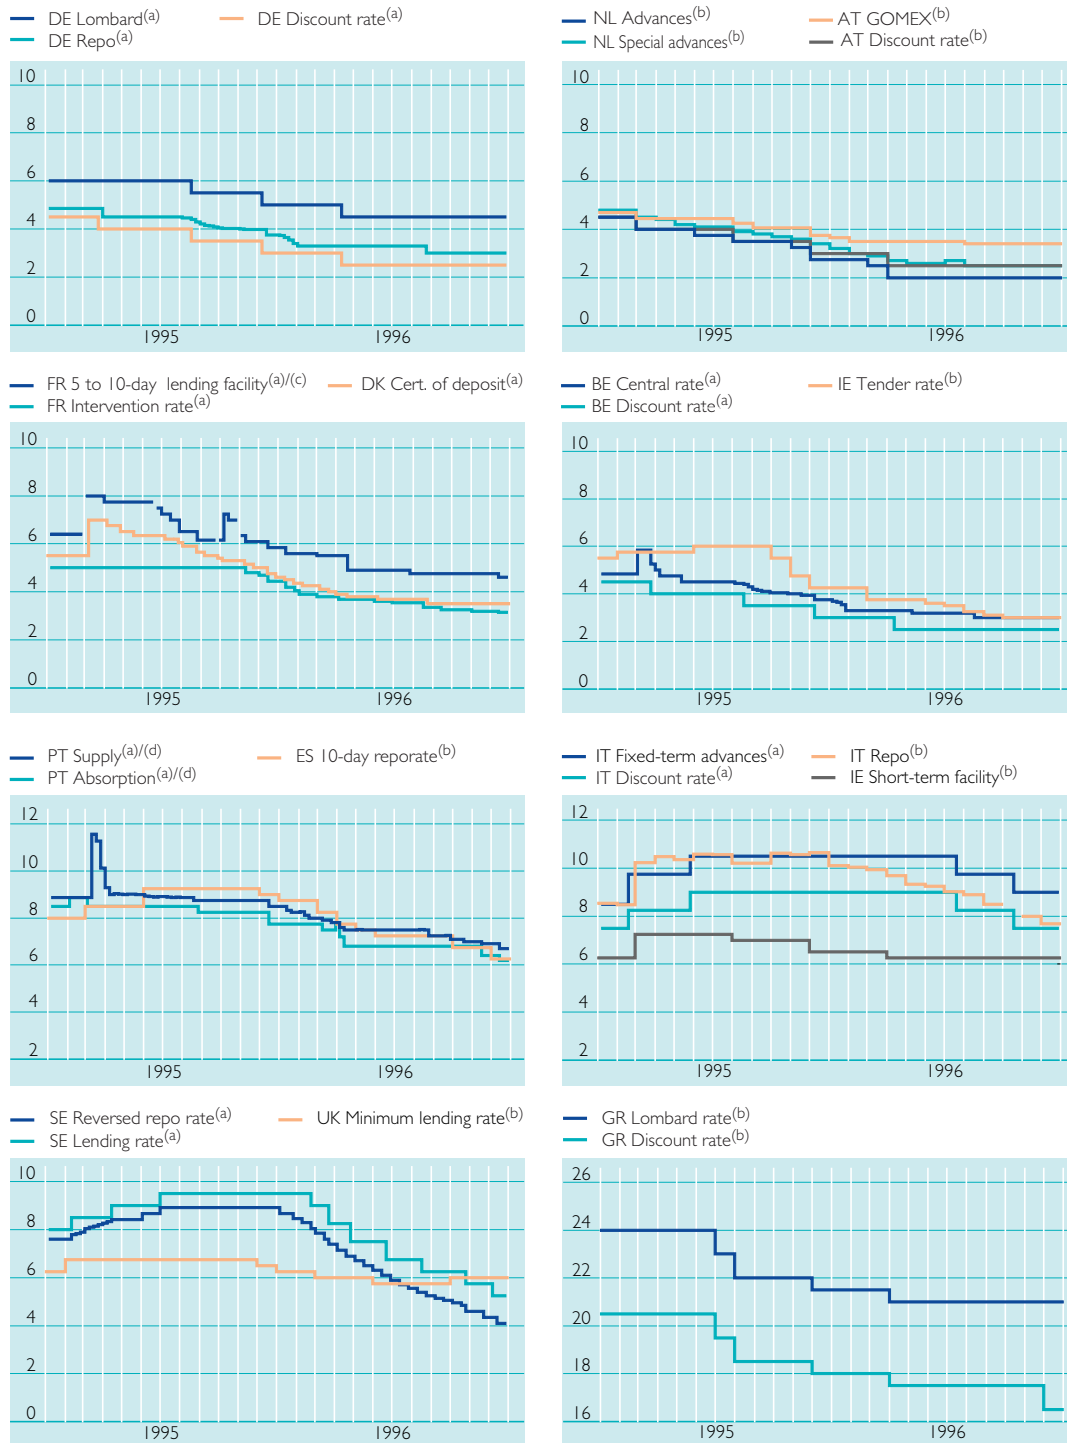 DE Lombard(a)
DE Discount rate(a)
DE Repo(a)
10
8
6
4
2
0
1995
1996
NL Advances(b)
AT GOMEX(b)
NL Special advances(b)
AT Discount rate(b)
10
8
6
4
2
0
1995
1996
FR 5 to 10-day lending facility(a)/(c)
DK Cert. of deposit(a)
FR Intervention rate(a)
10
8
6
4
2
0
1995
1996
BE Central rate(a)
IE Tender rate(b)
BE Discount rate(a)
10
8
6
4
2
0
1995
1996
PT Supply(a)/(d)
ES 10-day reporate(b)
PT Absorption(a)/(d)
12
10
8
6
4
2
1995
1996
IT Fixed-term advances(a)
IT Repo(b)
IT Discount rate(a)
IE Short-term facility(b)
12
10
8
6
4
2
1995
1996
SE Reversed repo rate(a)
UK Minimum lending rate(b)
SE Lending rate(a)
10
8
6
4
2
0
1995
1996
GR Lombard rate(b)
GR Discount rate(b)
26
24
22
20
18
16
1995
1996